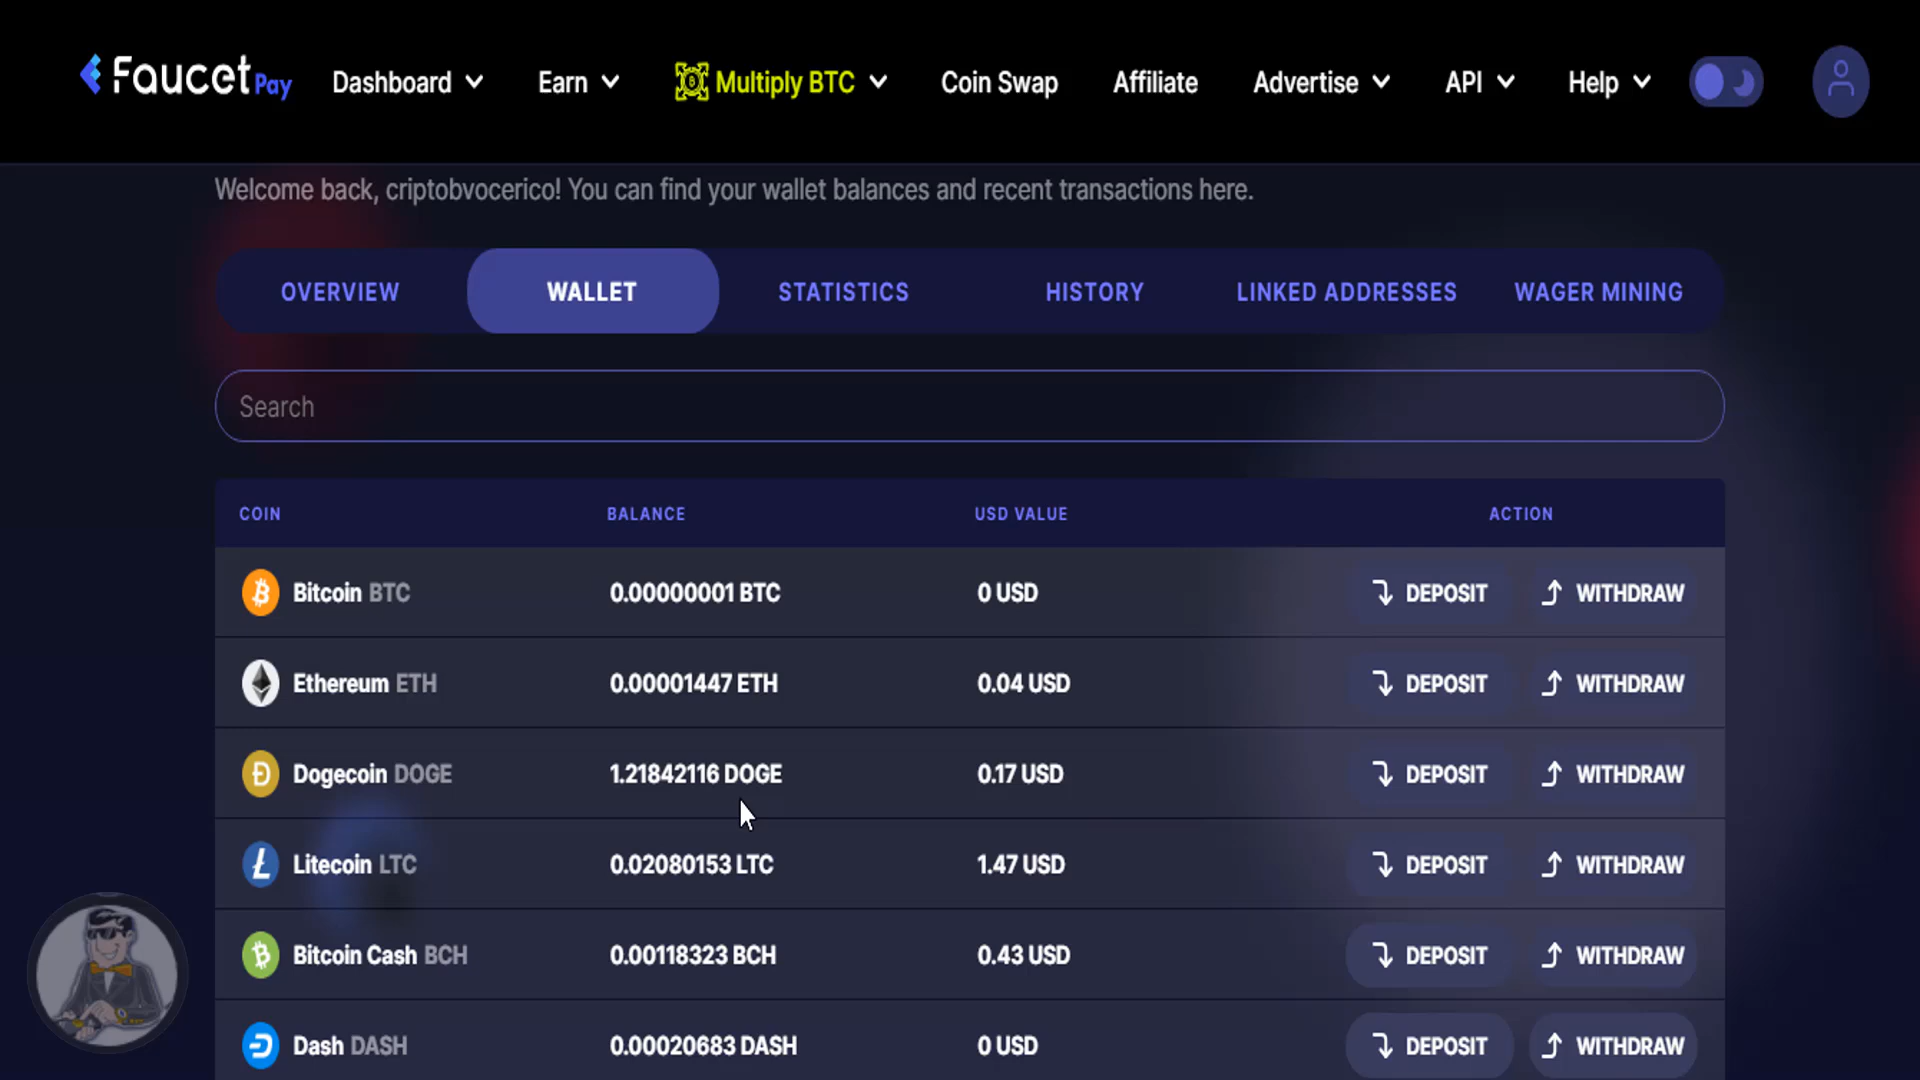 FaucetPay Dashboard Earn Multiply BTC Coin Swap Affiliate Advertise API Help
Welcome back, criptobvocerico! You can find your wallet balances and recent transactions here.
OVERVIEW WALLET STATISTICS HISTORY LINKED ADDRESSES WAGER MINING
Search
COIN BALANCE USD VALUE ACTION
Bitcoin BTC 0.00000001 BTC 0 USD DEPOSIT WITHDRAW
Ethereum ETH 0.00001447 ETH 0.04 USD DEPOSIT WITHDRAW
Dogecoin DOGE 1.21842116 DOGE 0.17 USD DEPOSIT WITHDRAW
Litecoin LTC 0.02080153 LTC 1.47 USD DEPOSIT WITHDRAW
Bitcoin Cash BCH 0.00118323 BCH 0.43 USD DEPOSIT WITHDRAW
Dash DASH 0.00020683 DASH 0 USD DEPOSIT WITHDRAW